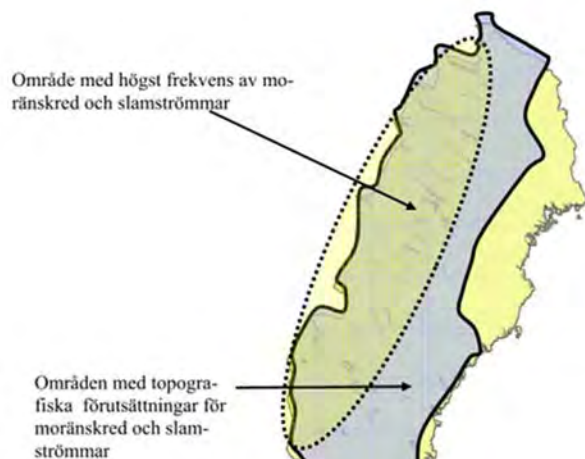 Område med högst frekvens av mo-
ränskred och slamströmmar
Områden med topogra-
fiska förutsättningar för
moränskred och slam-
strömmar